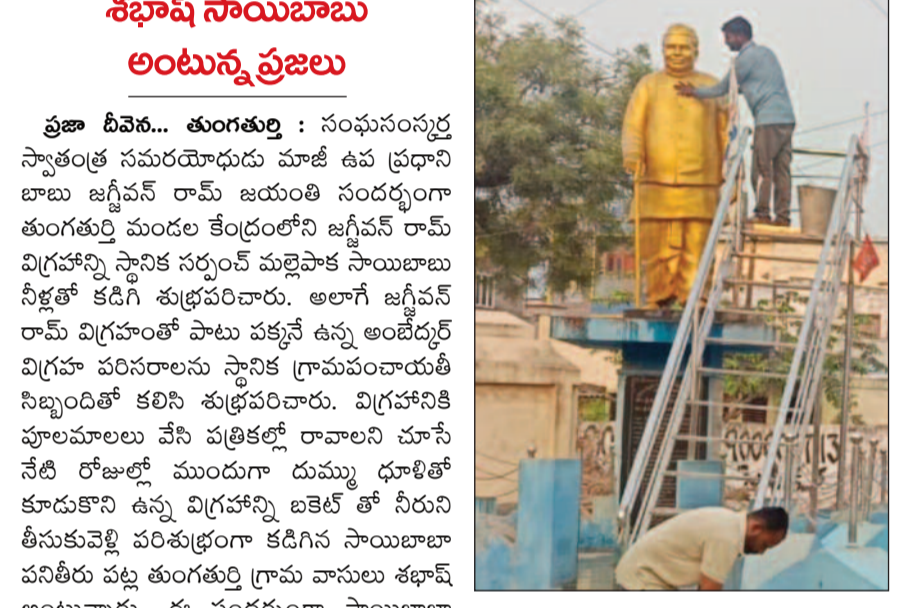 శభాష్ సాయిబాబు
అంటున్న ప్రజలు
ప్రజా దీవెన... తుంగతుర్తి : సంఘసంస్కర్త
స్వాతంత్ర సమరయోధుడు మాజీ ఉప ప్రధాని
బాబు జగ్జీవన్ రామ్ జయంతి సందర్భంగా
తుంగతుర్తి మండల కేంద్రంలోని జగ్జీవన్ రామ్
విగ్రహాన్ని స్థానిక సర్పంచ్ మల్లెపాక సాయిబాబు
నీళ్లతో కడిగి శుభ్రపరిచారు. అలాగే జగ్జీవన్
రామ్ విగ్రహంతో పాటు పక్కనే ఉన్న అంబేద్కర్
విగ్రహ పరిసరాలను స్థానిక గ్రామపంచాయతీ
సిబ్బందితో కలిసి శుభ్రపరిచారు. విగ్రహానికి
పూలమాలలు వేసి పత్రికల్లో రావాలని చూసే
నేటి రోజుల్లో ముందుగా దుమ్ము ధూళితో
కూడుకొని ఉన్న విగ్రహాన్ని బకెట్ తో నీరుని
తీసుకువెళ్లి పరిశుభ్రంగా కడిగిన సాయిబాబా
పనితీరు పట్ల తుంగతుర్తి గ్రామ వాసులు శభాష్